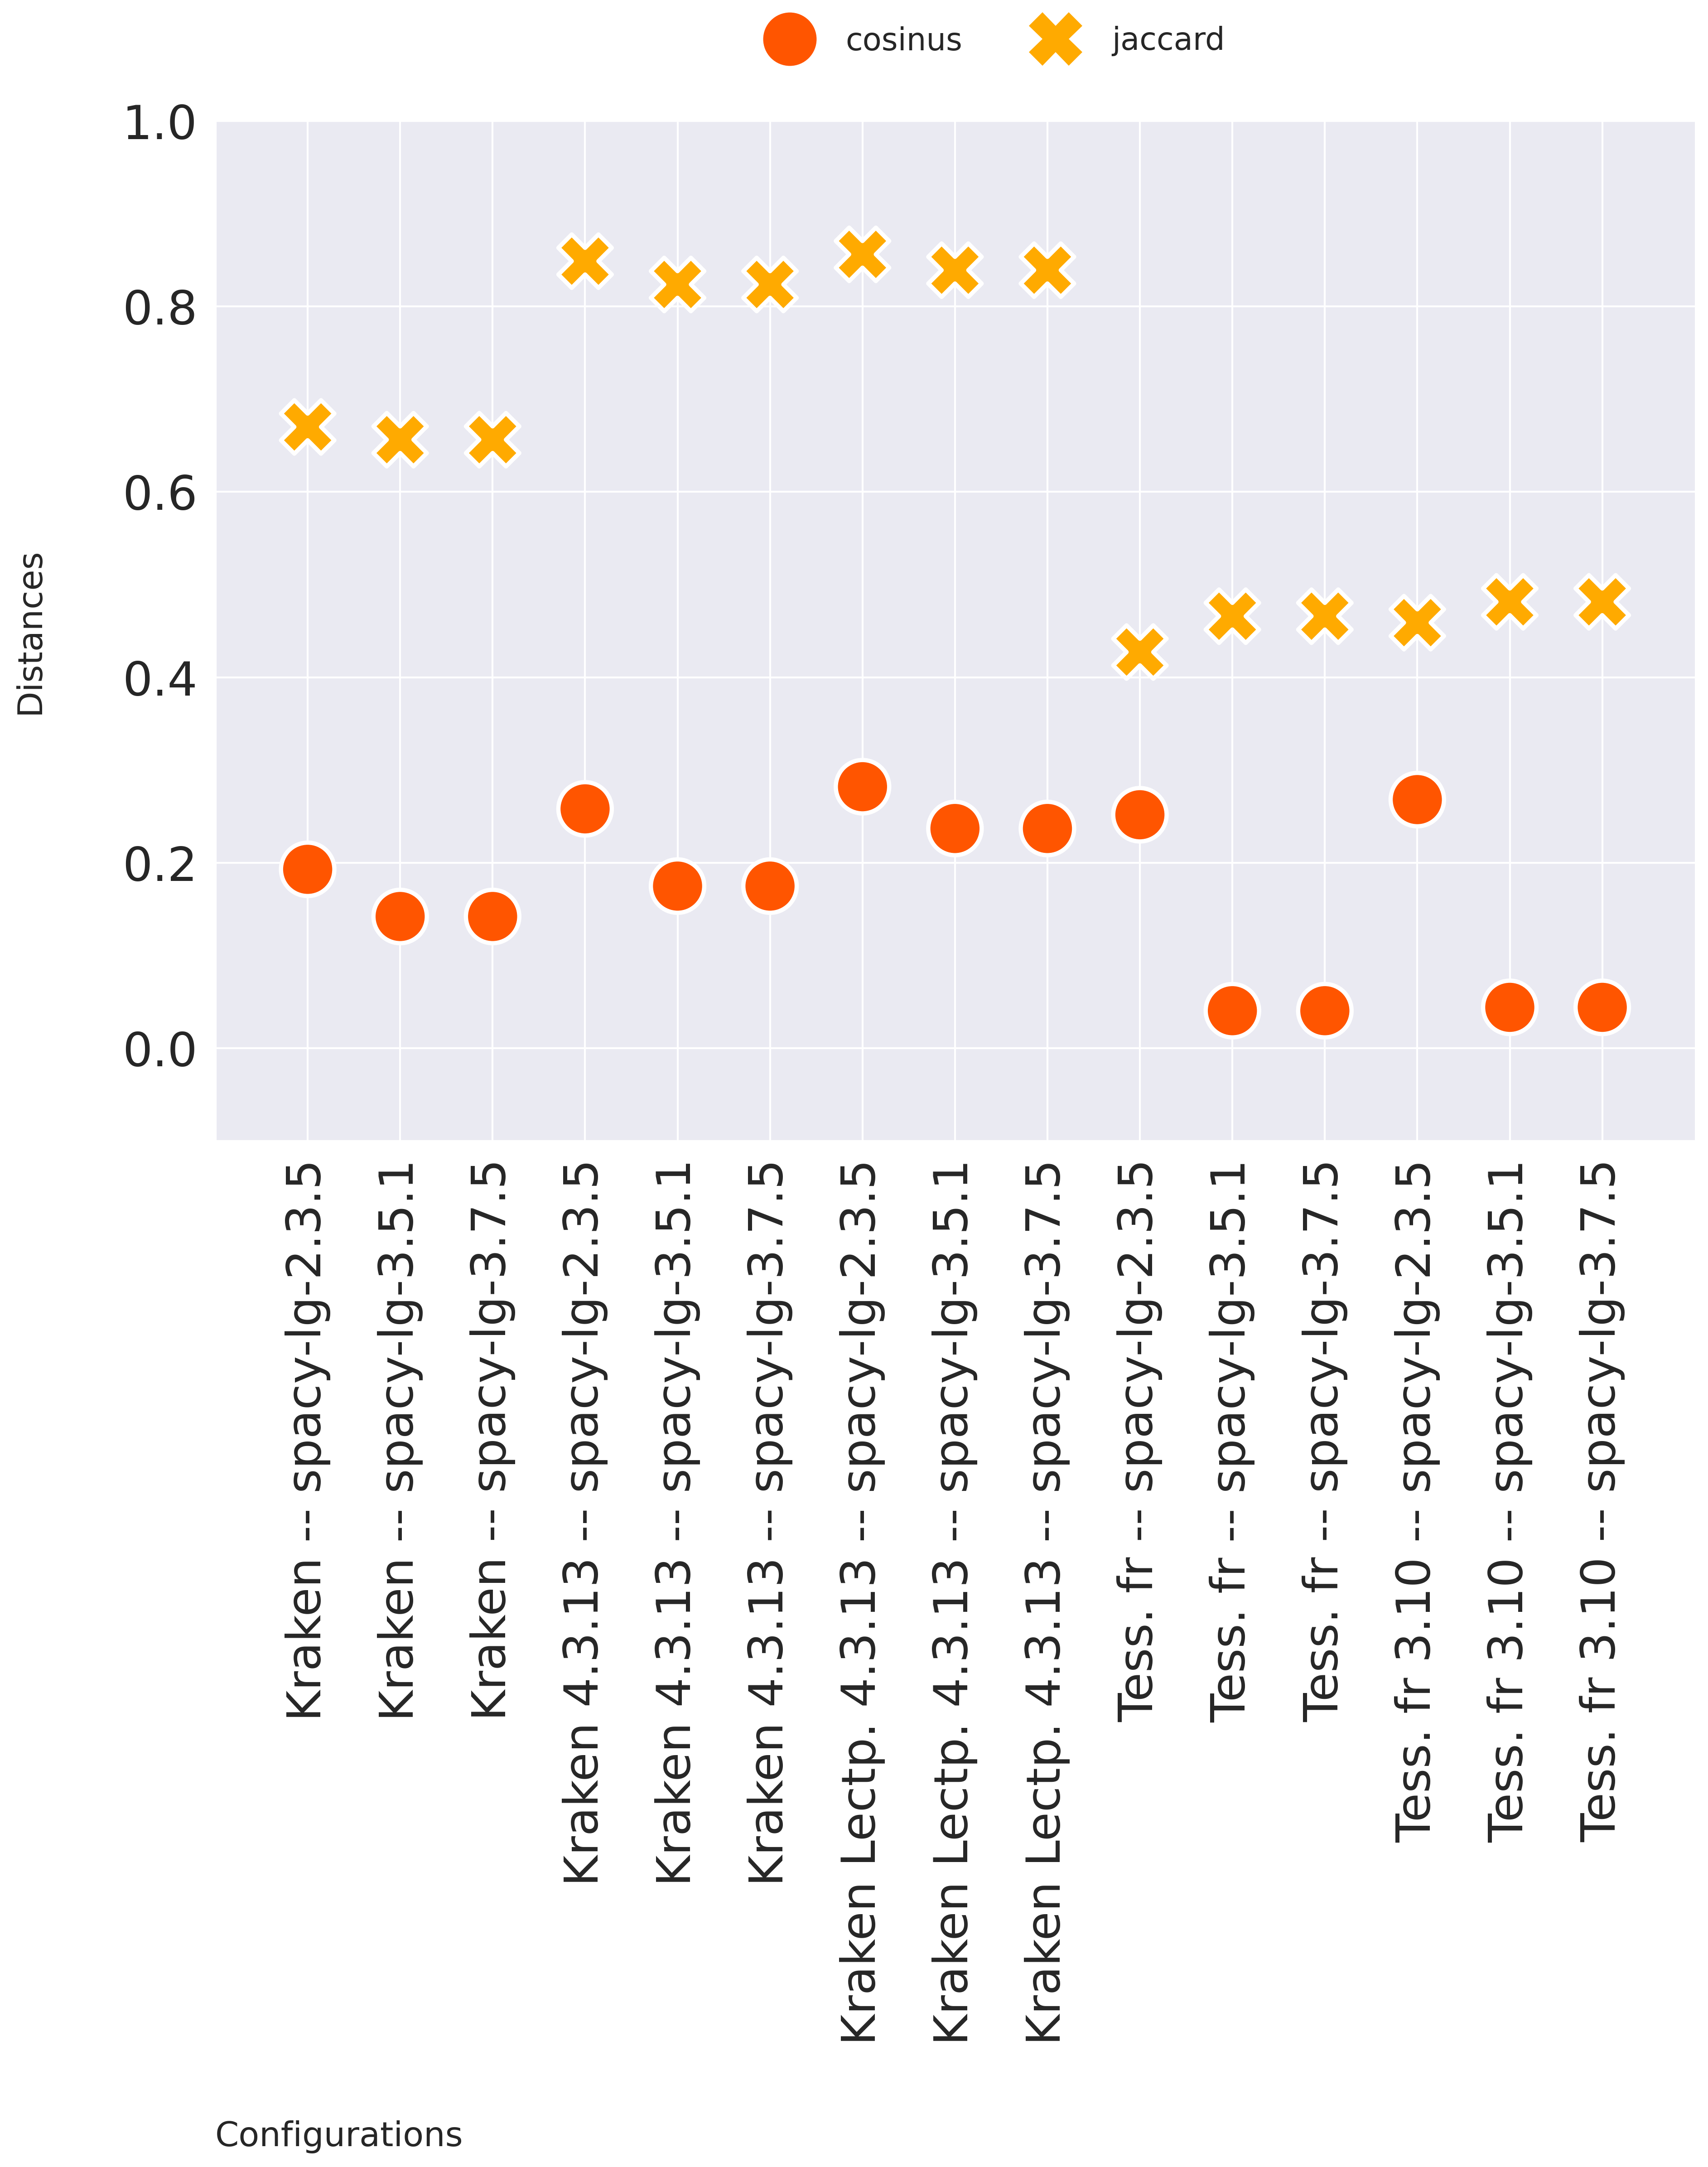 cosinus jaccard
1.0
0.8
0.6
0.4
0.2
0.0
Distances
Kraken -- spacy-lg-2.3.5
Kraken -- spacy-lg-3.5.1
Kraken -- spacy-lg-3.7.5
Kraken 4.3.13 -- spacy-lg-2.3.5
Kraken 4.3.13 -- spacy-lg-3.5.1
Kraken 4.3.13 -- spacy-lg-3.7.5
Kraken Lectp. 4.3.13 -- spacy-lg-2.3.5
Kraken Lectp. 4.3.13 -- spacy-lg-3.5.1
Kraken Lectp. 4.3.13 -- spacy-lg-3.7.5
Tess. fr -- spacy-lg-2.3.5
Tess. fr -- spacy-lg-3.5.1
Tess. fr -- spacy-lg-3.7.5
Tess. fr 3.10 -- spacy-lg-2.3.5
Tess. fr 3.10 -- spacy-lg-3.5.1
Tess. fr 3.10 -- spacy-lg-3.7.5
Configurations